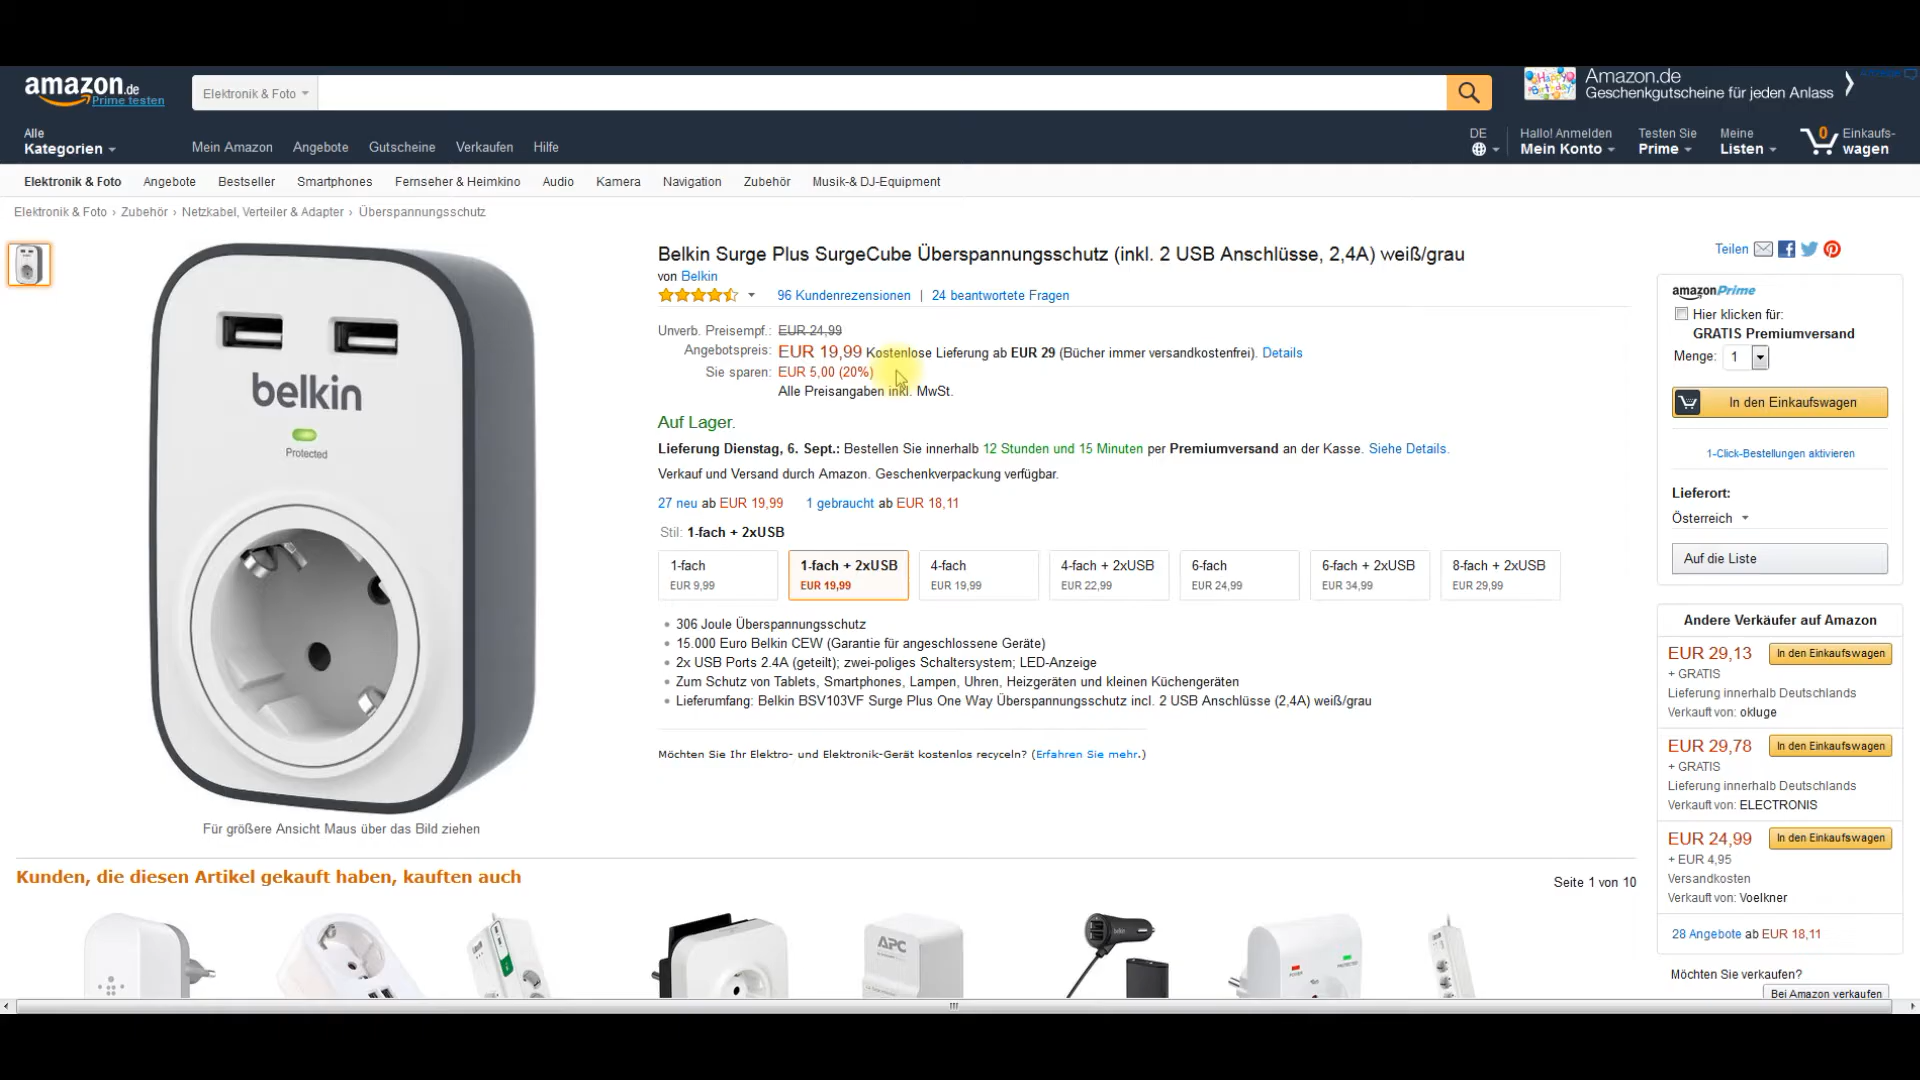 amazon.de
Prime testen
Elektronik & Foto
Amazon.de
Geschenkgutscheine für jeden Anlass
Alle
Kategorien
Mein Amazon
Angebote
Gutscheine
Verkaufen
Hilfe
DE
Hallo! Anmelden
Mein Konto
Testen Sie
Prime
Meine
Listen
0
Einkaufs-
wagen
Elektronik & Foto
Angebote
Bestseller
Smartphones
Fernseher & Heimkino
Audio
Kamera
Navigation
Zubehör
Musik-& DJ-Equipment
Elektronik & Foto › Zubehör › Netzkabel, Verteiler & Adapter › Überspannungsschutz
belkin
Protected
Für größere Ansicht Maus über das Bild ziehen
Belkin Surge Plus SurgeCube Überspannungsschutz (inkl. 2 USB Anschlüsse, 2,4A) weiß/grau
von Belkin
96 Kundenrezensionen | 24 beantwortete Fragen
Unverb. Preisempf.: EUR 24,99
Angebotspreis: EUR 19,99 Kostenlose Lieferung ab EUR 29 (Bücher immer versandkostenfrei). Details
Sie sparen: EUR 5,00 (20%)
Alle Preisangaben inkl. MwSt.
Auf Lager.
Lieferung Dienstag, 6. Sept.: Bestellen Sie innerhalb 12 Stunden und 15 Minuten per Premiumversand an der Kasse. Siehe Details.
Verkauf und Versand durch Amazon. Geschenkverpackung verfügbar.
27 neu ab EUR 19,99 1 gebraucht ab EUR 18,11
Stil: 1-fach + 2xUSB
1-fach
EUR 9,99
1-fach + 2xUSB
EUR 19,99
4-fach
EUR 19,99
4-fach + 2xUSB
EUR 22,99
6-fach
EUR 24,99
6-fach + 2xUSB
EUR 34,99
8-fach + 2xUSB
EUR 29,99
• 306 Joule Überspannungsschutz
• 15.000 Euro Belkin CEW (Garantie für angeschlossene Geräte)
• 2x USB Ports 2.4A (geteilt); zwei-poliges Schaltersystem; LED-Anzeige
• Zum Schutz von Tablets, Smartphones, Lampen, Uhren, Heizgeräten und kleinen Küchengeräten
• Lieferumfang: Belkin BSV103VF Surge Plus One Way Überspannungsschutz incl. 2 USB Anschlüsse (2,4A) weiß/grau
Möchten Sie Ihr Elektro- und Elektronik-Gerät kostenlos recyceln? (Erfahren Sie mehr.)
Teilen
amazonPrime
Hier klicken für:
GRATIS Premiumversand
Menge: 1
In den Einkaufswagen
1-Click-Bestellungen aktivieren
Lieferort:
Österreich
Auf die Liste
Andere Verkäufer auf Amazon
EUR 29,13 In den Einkaufswagen
+ GRATIS
Lieferung innerhalb Deutschlands
Verkauft von: okluge
EUR 29,78 In den Einkaufswagen
+ GRATIS
Lieferung innerhalb Deutschlands
Verkauft von: ELECTRONIS
EUR 24,99 In den Einkaufswagen
+ EUR 4,95
Versandkosten
Verkauft von: Voelkner
28 Angebote ab EUR 18,11
Möchten Sie verkaufen?
Bei Amazon verkaufen
Kunden, die diesen Artikel gekauft haben, kauften auch
Seite 1 von 10
APC